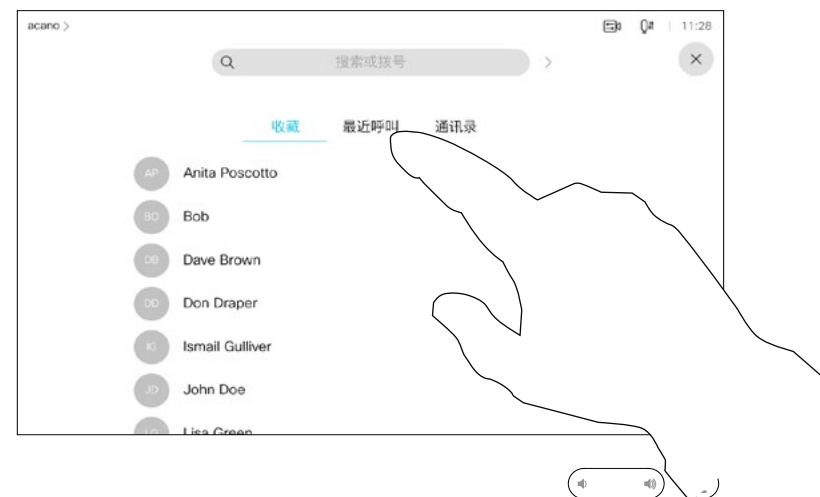 acano >
11:28
搜索或拨号
收藏 最近呼叫 通讯录
AP Anita Poscotto
BO Bob
DB Dave Brown
DD Don Draper
IG Ismail Gulliver
JD John Doe
LG Lisa Green